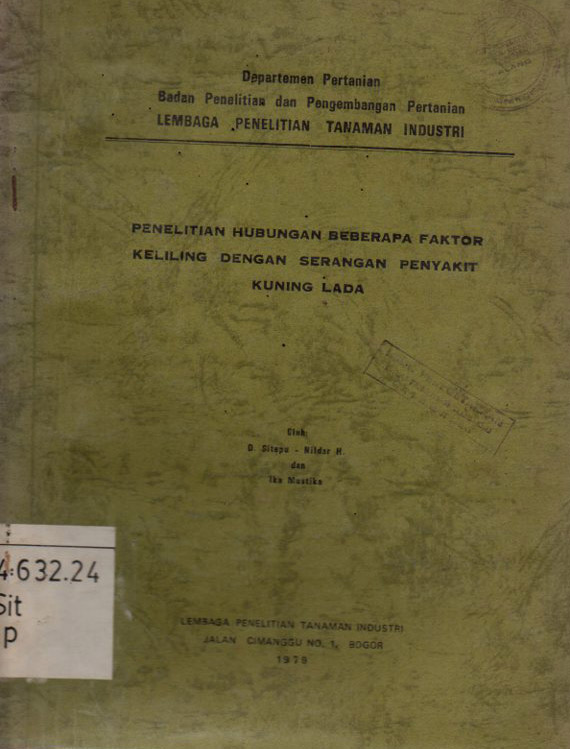 Departemen Pertanian
Badan Penelitian dan Pengembangan Pertanian
LEMBAGA PENELITIAN TANAMAN INDUSTRI
PENELITIAN HUBUNGAN BEBERAPA FAKTOR
KELILING DENGAN SERANGAN PENYAKIT
KUNING LADA
Oleh:
D. Sitepu - Nildar H.
dan
Ika Mustika
4:632.24
Sit
p
LEMBAGA PENELITIAN TANAMAN INDUSTRI
JALAN CIMANGGU NO. 1, BOGOR
1979